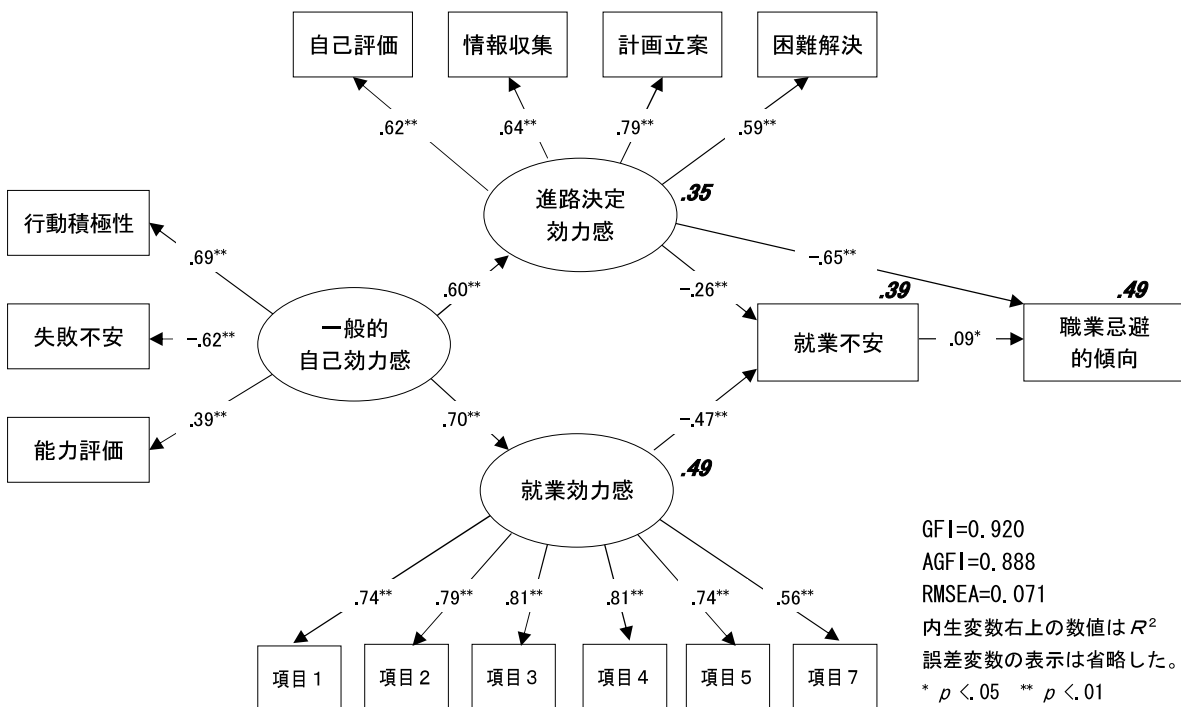 自己評価
情報収集
計画立案
困難解決
.62**
.64**
.79**
.59**
進路決定
効力感
.35
行動積極性
.69**
失敗不安
-.62**
能力評価
.39**
一般的
自己効力感
.60**
.70**
-.65**
-.26**
.39
就業不安
.09*
.49
職業忌避
的傾向
-.47**
就業効力感
.49
.74**
.79**
.81**
.81**
.74**
.56**
項目1
項目2
項目3
項目4
項目5
項目7
GFI=0.920
AGFI=0.888
RMSEA=0.071
内生変数右上の数値はR²
誤差変数の表示は省略した。
* p <.05 ** p <.01